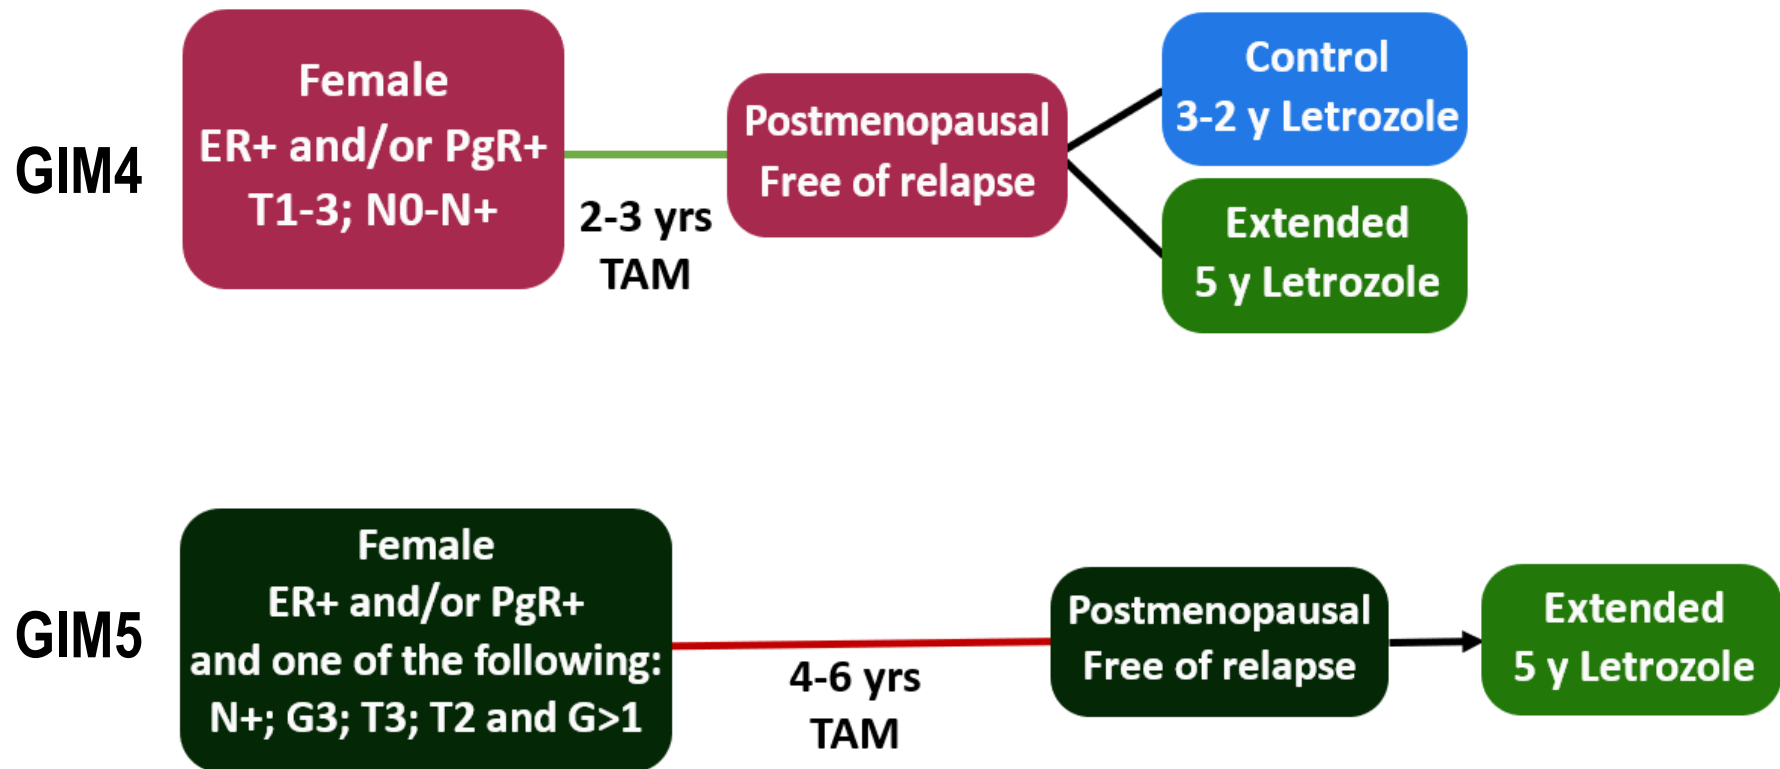 GIM4
Female
ER+ and/or PgR+
T1-3; N0-N+
2-3 yrs
TAM
Postmenopausal
Free of relapse
Control
3-2 y Letrozole
Extended
5 y Letrozole
GIM5
Female
ER+ and/or PgR+
and one of the following:
N+; G3; T3; T2 and G>1
4-6 yrs
TAM
Postmenopausal
Free of relapse
Extended
5 y Letrozole